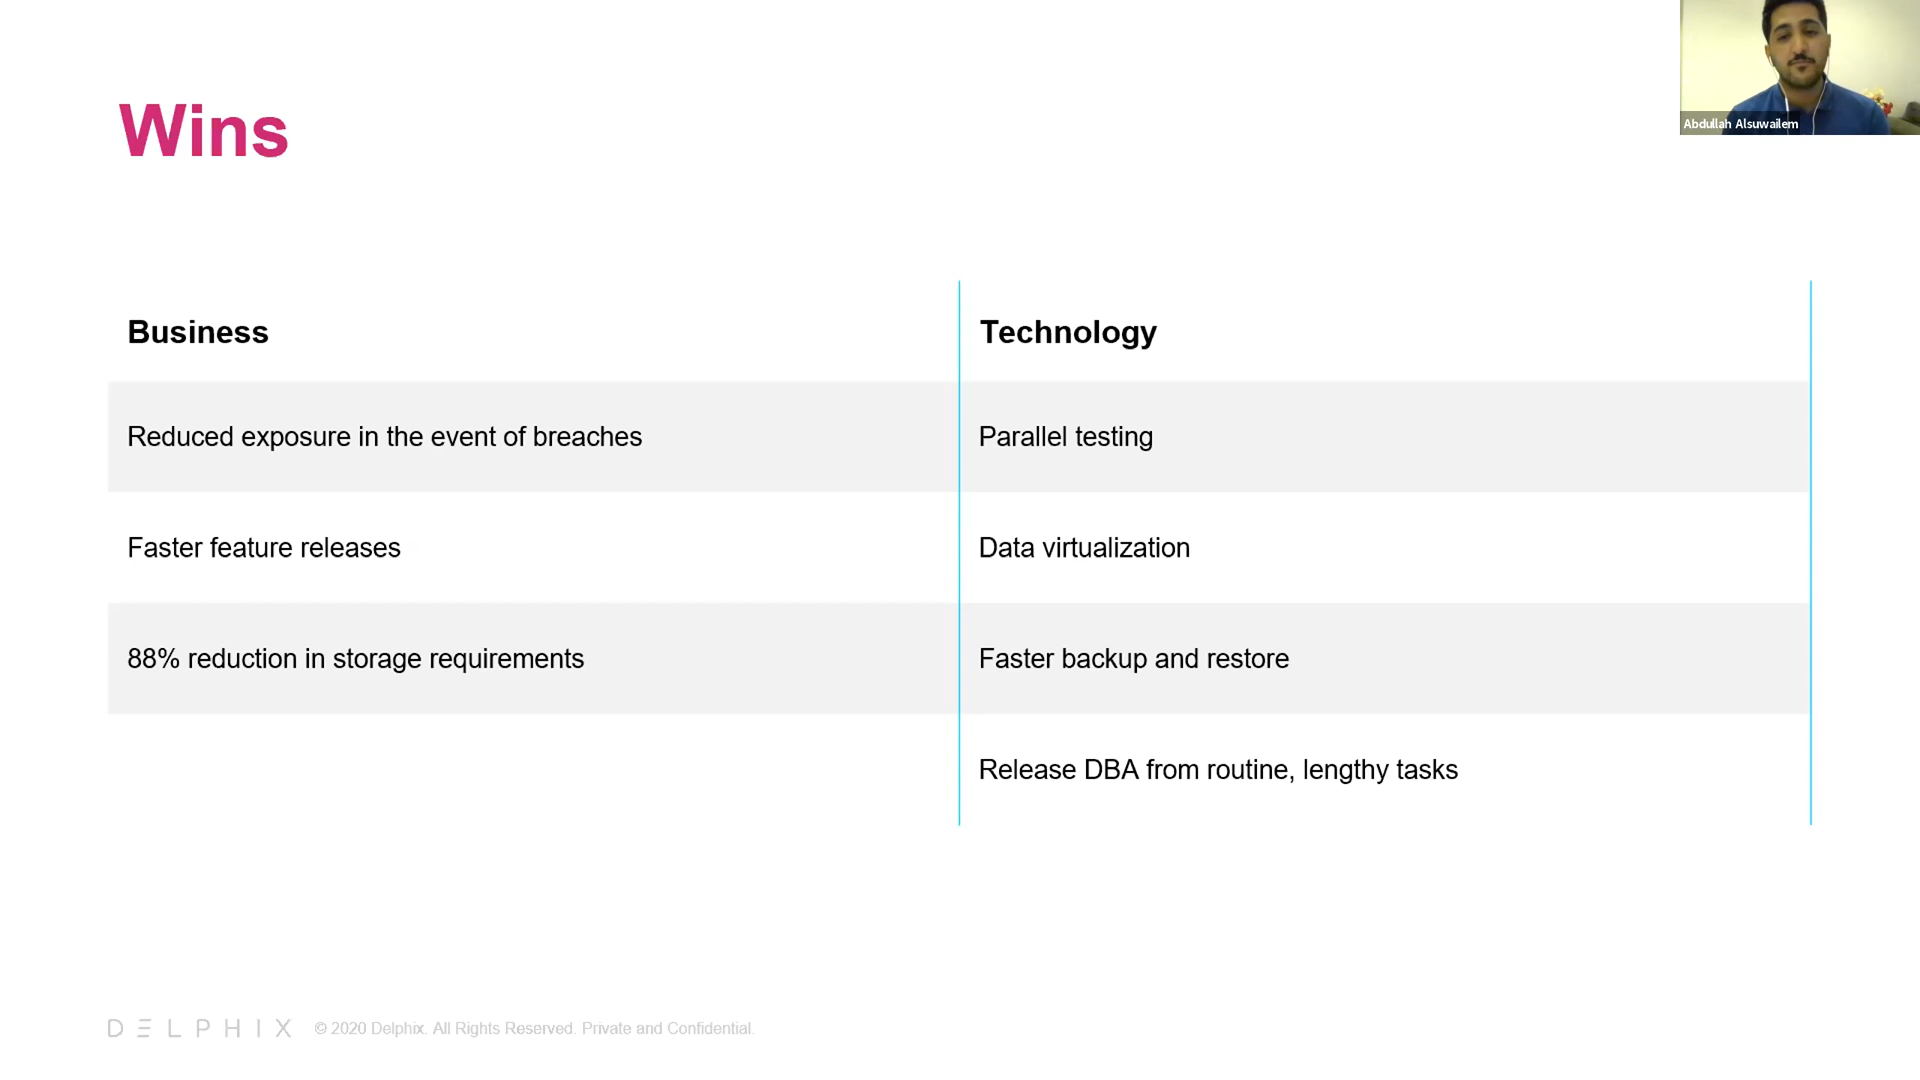 Abdullah Alsuwailem
Wins
Business
Technology
Reduced exposure in the event of breaches
Parallel testing
Faster feature releases
Data virtualization
88% reduction in storage requirements
Faster backup and restore
Release DBA from routine, lengthy tasks
DELPHIX © 2020 Delphix. All Rights Reserved. Private and Confidential.